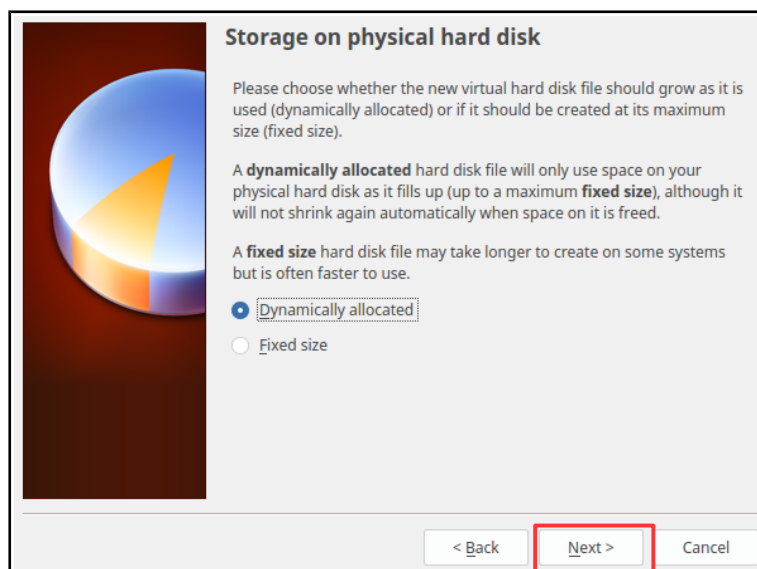 Storage on physical hard disk
Please choose whether the new virtual hard disk file should grow as it is
used (dynamically allocated) or if it should be created at its maximum
size (fixed size).
A dynamically allocated hard disk file will only use space on your
physical hard disk as it fills up (up to a maximum fixed size), although it
will not shrink again automatically when space on it is freed.
A fixed size hard disk file may take longer to create on some systems
but is often faster to use.
Dynamically allocated
Fixed size
< Back Next > Cancel